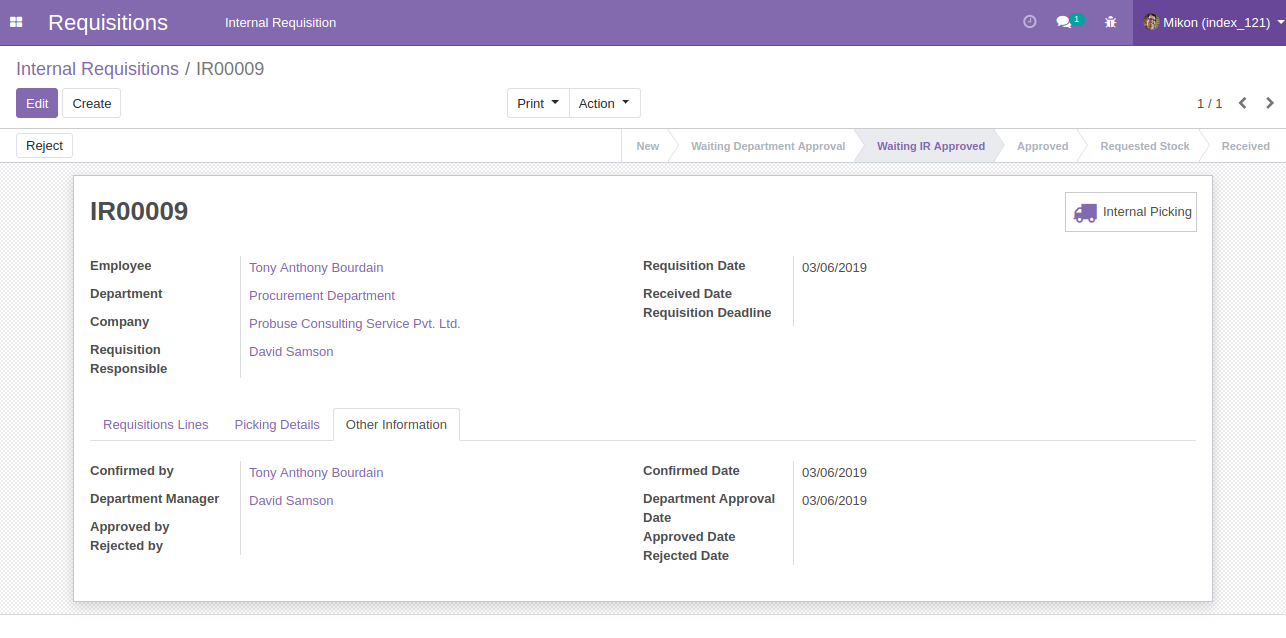 Requisitions Internal Requisition 1 Mikon (index_121)
Internal Requisitions / IR00009
Edit Create Print Action 1 / 1
Reject New Waiting Department Approval Waiting IR Approved Approved Requested Stock Received
IR00009 Internal Picking
Employee Tony Anthony Bourdain Requisition Date 03/06/2019
Department Procurement Department Received Date
Company Probuse Consulting Service Pvt. Ltd. Requisition Deadline
Requisition David Samson
Responsible
Requisitions Lines Picking Details Other Information
Confirmed by Tony Anthony Bourdain Confirmed Date 03/06/2019
Department Manager David Samson Department Approval 03/06/2019
Date
Approved by Approved Date
Rejected by Rejected Date